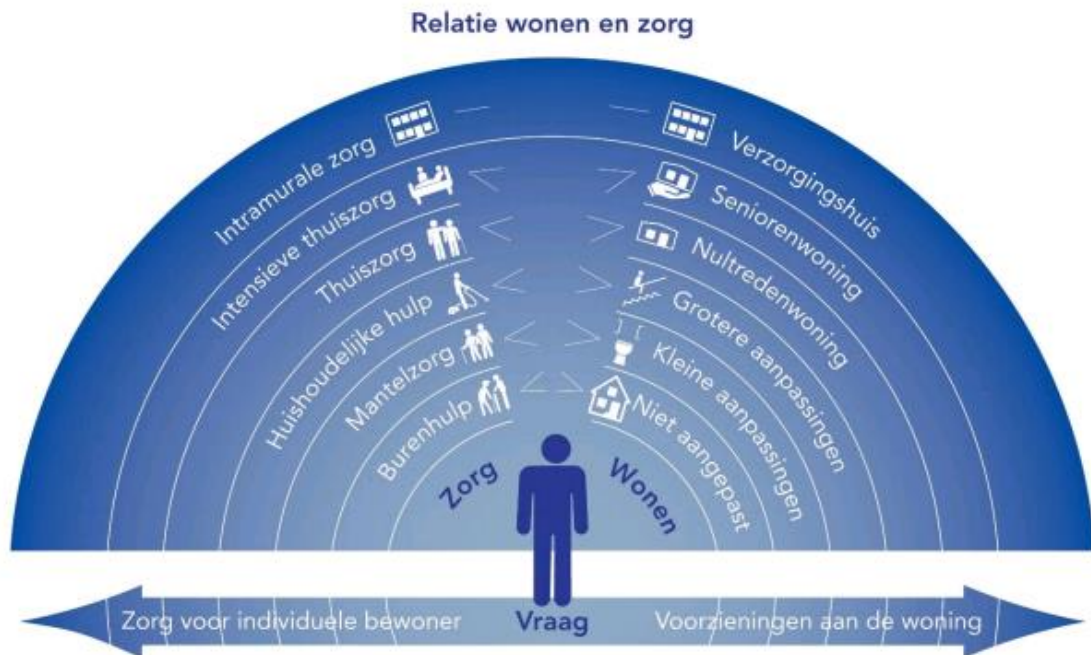 Relatie wonen en zorg
Intramurale zorg
Intensieve thuiszorg
Thuiszorg
Huishoudelijke hulp
Mantelzorg
Burenhulp
Zorg
Verzorgingshuis
Seniorenwoning
Nultredenwoning
Grotere aanpassingen
Kleine aanpassingen
Niet aangepast
Wonen
Zorg voor individuele bewoner
Vraag
Voorzieningen aan de woning